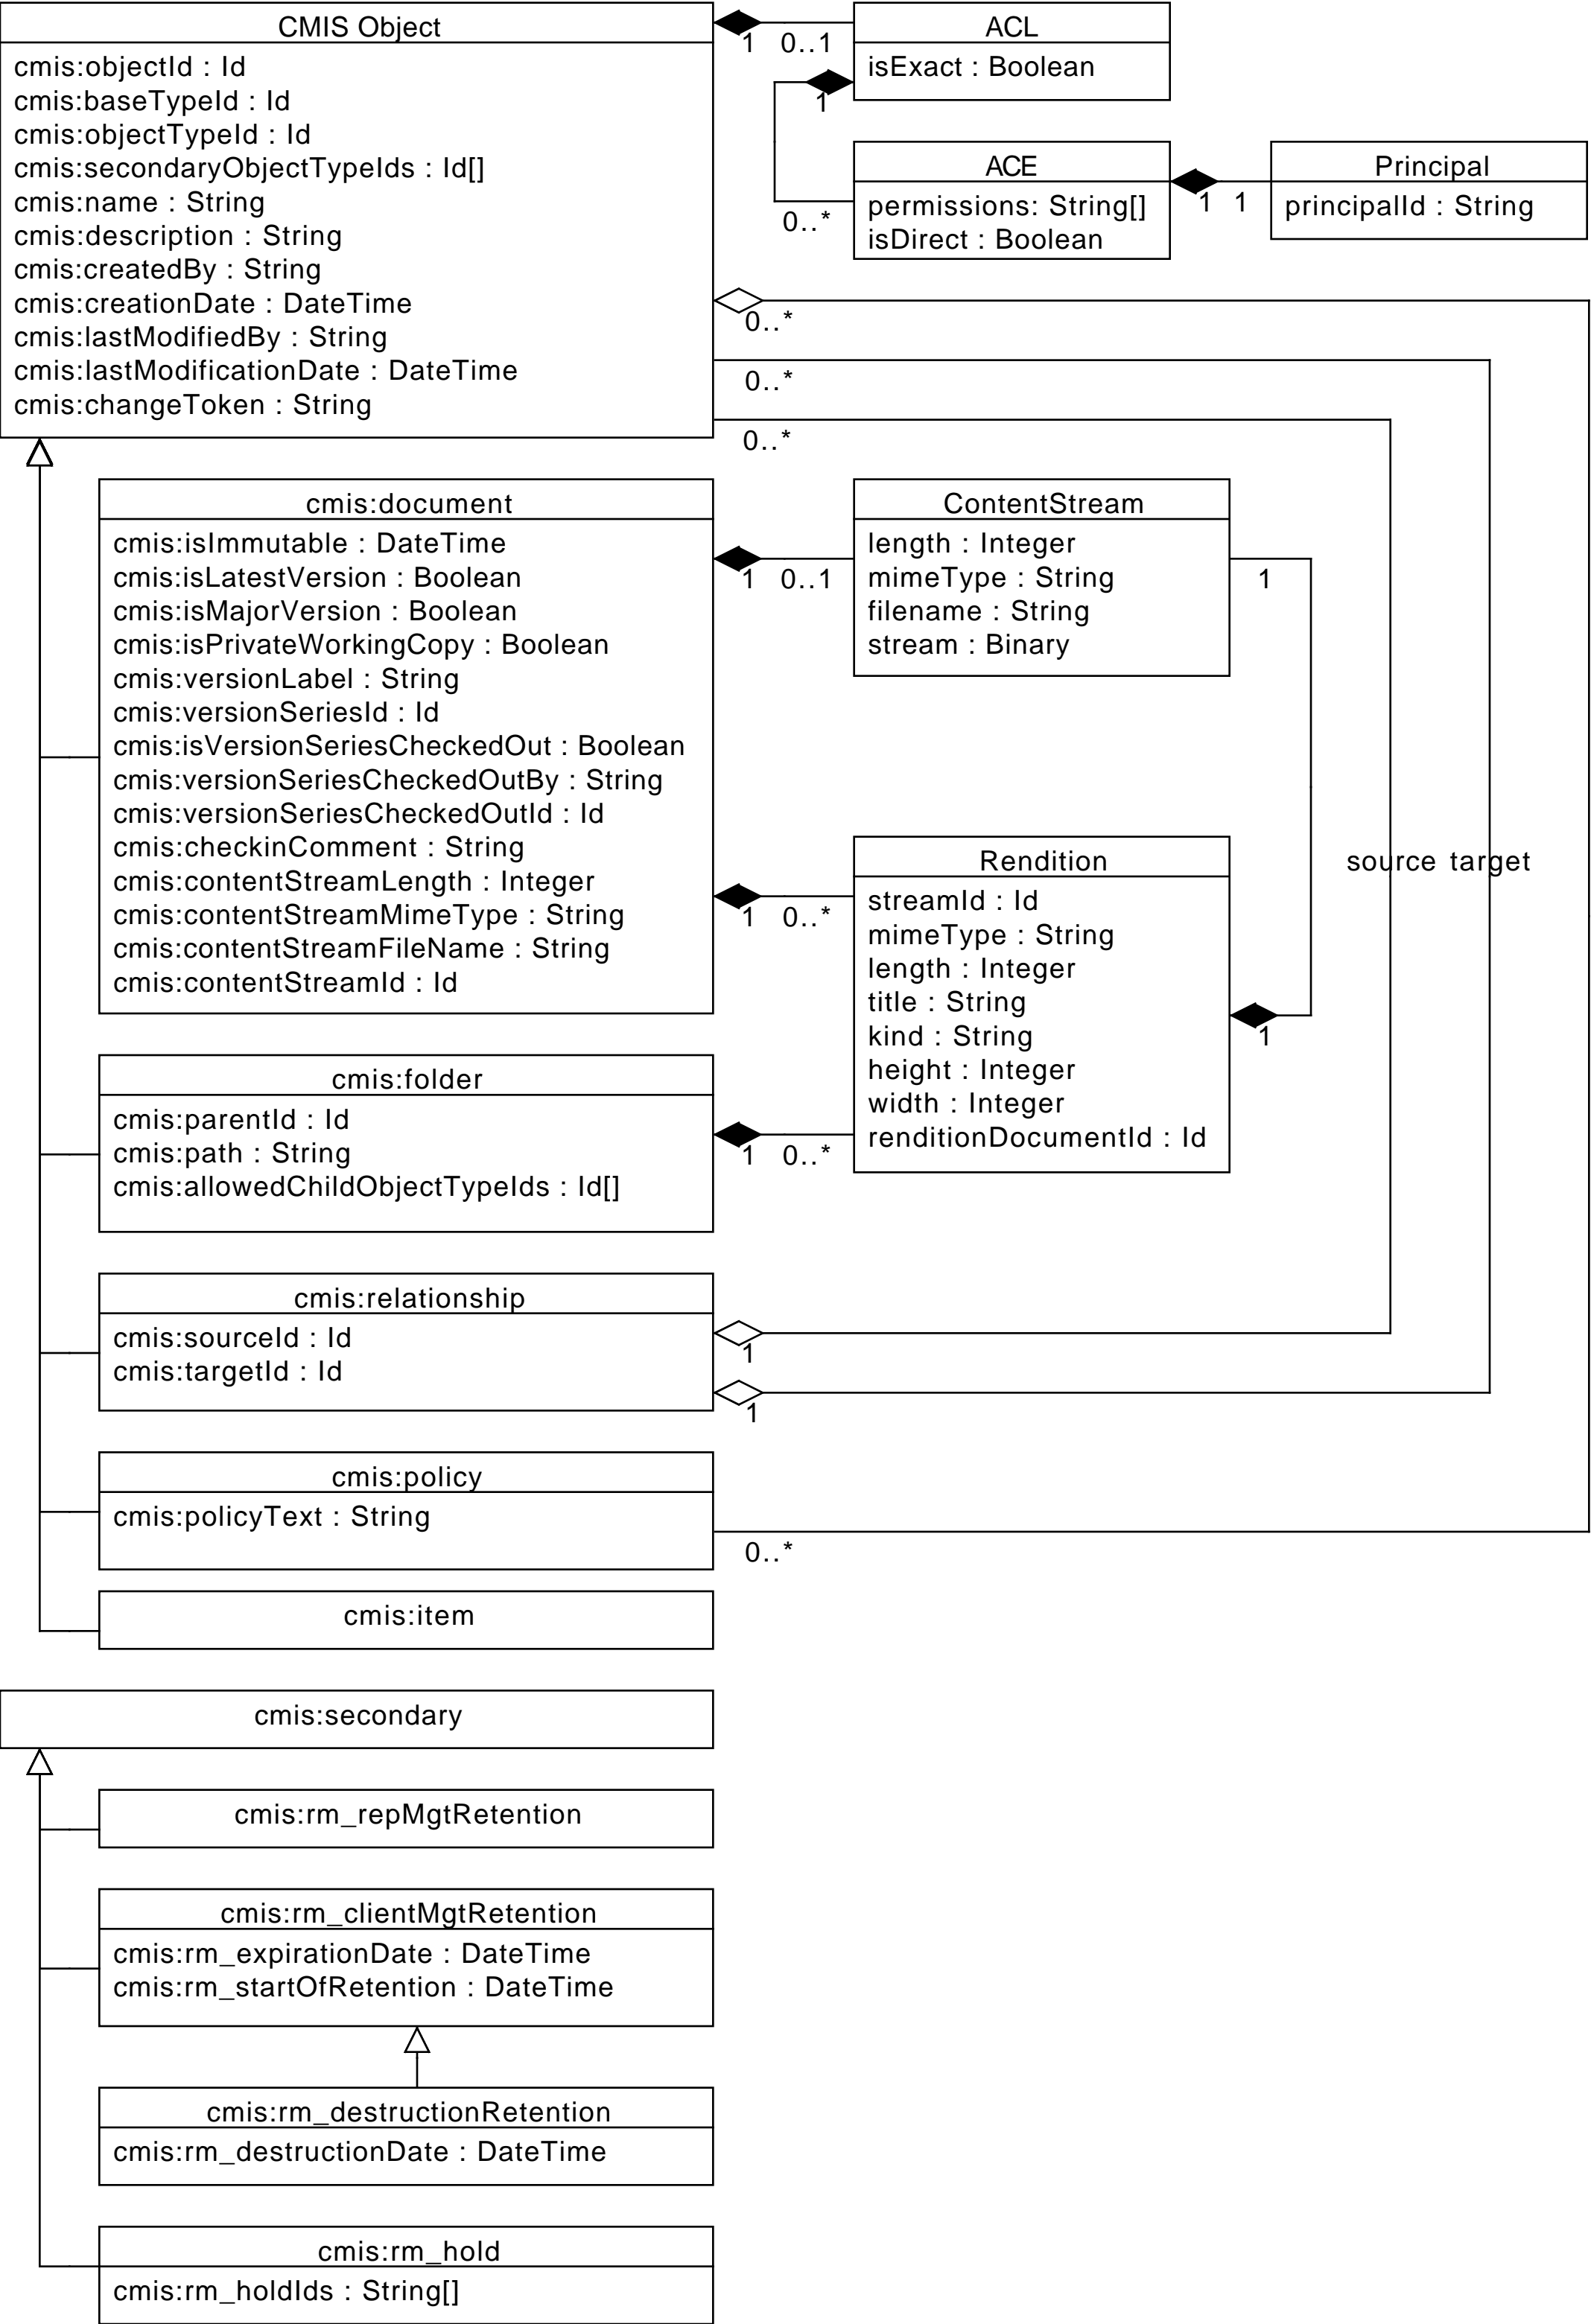 CMIS Object
cmis:objectId : Id
cmis:baseTypeId : Id
cmis:objectTypeId : Id
cmis:secondaryObjectTypeIds : Id[]
cmis:name : String
cmis:description : String
cmis:createdBy : String
cmis:creationDate : DateTime
cmis:lastModifiedBy : String
cmis:lastModificationDate : DateTime
cmis:changeToken : String
1 0..1
ACL
isExact : Boolean
1
0..*
ACE
permissions: String[]
isDirect : Boolean
1 1
Principal
principalId : String
0..*
0..*
0..*
cmis:document
cmis:isImmutable : DateTime
cmis:isLatestVersion : Boolean
cmis:isMajorVersion : Boolean
cmis:isPrivateWorkingCopy : Boolean
cmis:versionLabel : String
cmis:versionSeriesId : Id
cmis:isVersionSeriesCheckedOut : Boolean
cmis:versionSeriesCheckedOutBy : String
cmis:versionSeriesCheckedOutId : Id
cmis:checkinComment : String
cmis:contentStreamLength : Integer
cmis:contentStreamMimeType : String
cmis:contentStreamFileName : String
cmis:contentStreamId : Id
1 0..1
ContentStream
length : Integer
mimeType : String
filename : String
stream : Binary
1
1 0..*
Rendition
streamId : Id
mimeType : String
length : Integer
title : String
kind : String
height : Integer
width : Integer
renditionDocumentId : Id
1
source target
cmis:folder
cmis:parentId : Id
cmis:path : String
cmis:allowedChildObjectTypeIds : Id[]
1 0..*
cmis:relationship
cmis:sourceId : Id
cmis:targetId : Id
1
1
cmis:policy
cmis:policyText : String
0..*
cmis:item
cmis:secondary
cmis:rm_repMgtRetention
cmis:rm_clientMgtRetention
cmis:rm_expirationDate : DateTime
cmis:rm_startOfRetention : DateTime
cmis:rm_destructionRetention
cmis:rm_destructionDate : DateTime
cmis:rm_hold
cmis:rm_holdIds : String[]